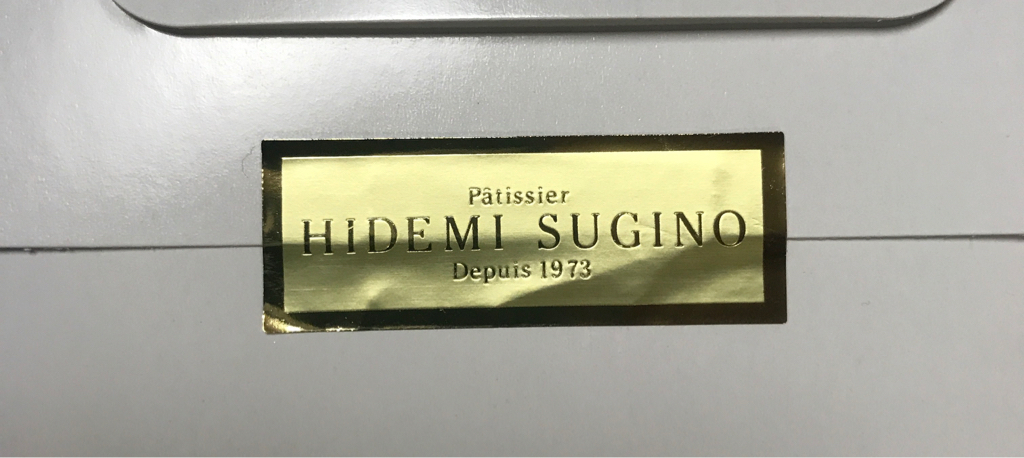 Pâtissier
HiDEMI SUGINO
Depuis 1973